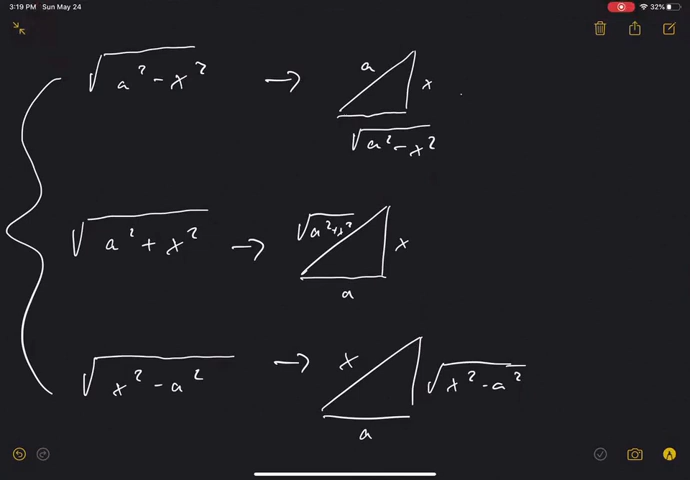 3:19 PM Sun May 24
32%
√(a² - x²) → a x
√(a² - x²)
√(a² + x²) → √(a² + x²) x
a
√(x² - a²) → x √(x² - a²)
a